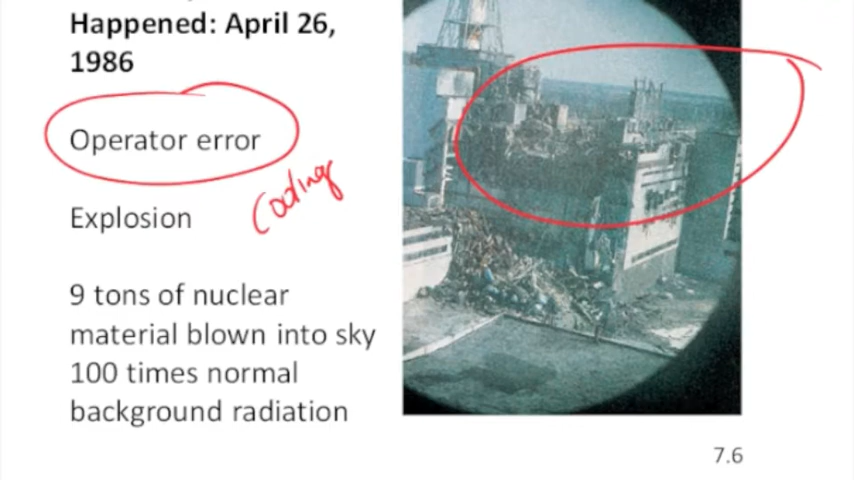 Happened: April 26,
1986
Operator error
Cooling
Explosion
9 tons of nuclear
material blown into sky
100 times normal
background radiation
7.6